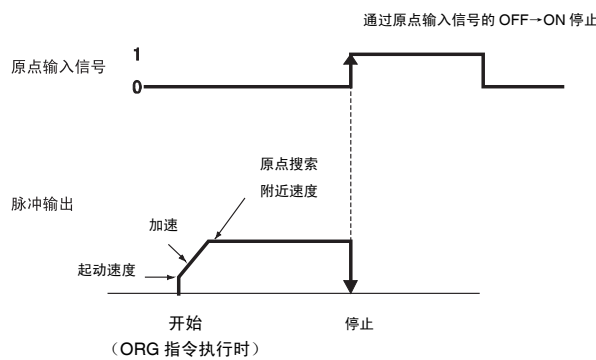 通过原点输入信号的 OFF→ON 停止
原点输入信号
1
0
原点搜索
附近速度
脉冲输出
加速
起动速度
开始
停止
（ORG 指令执行时）